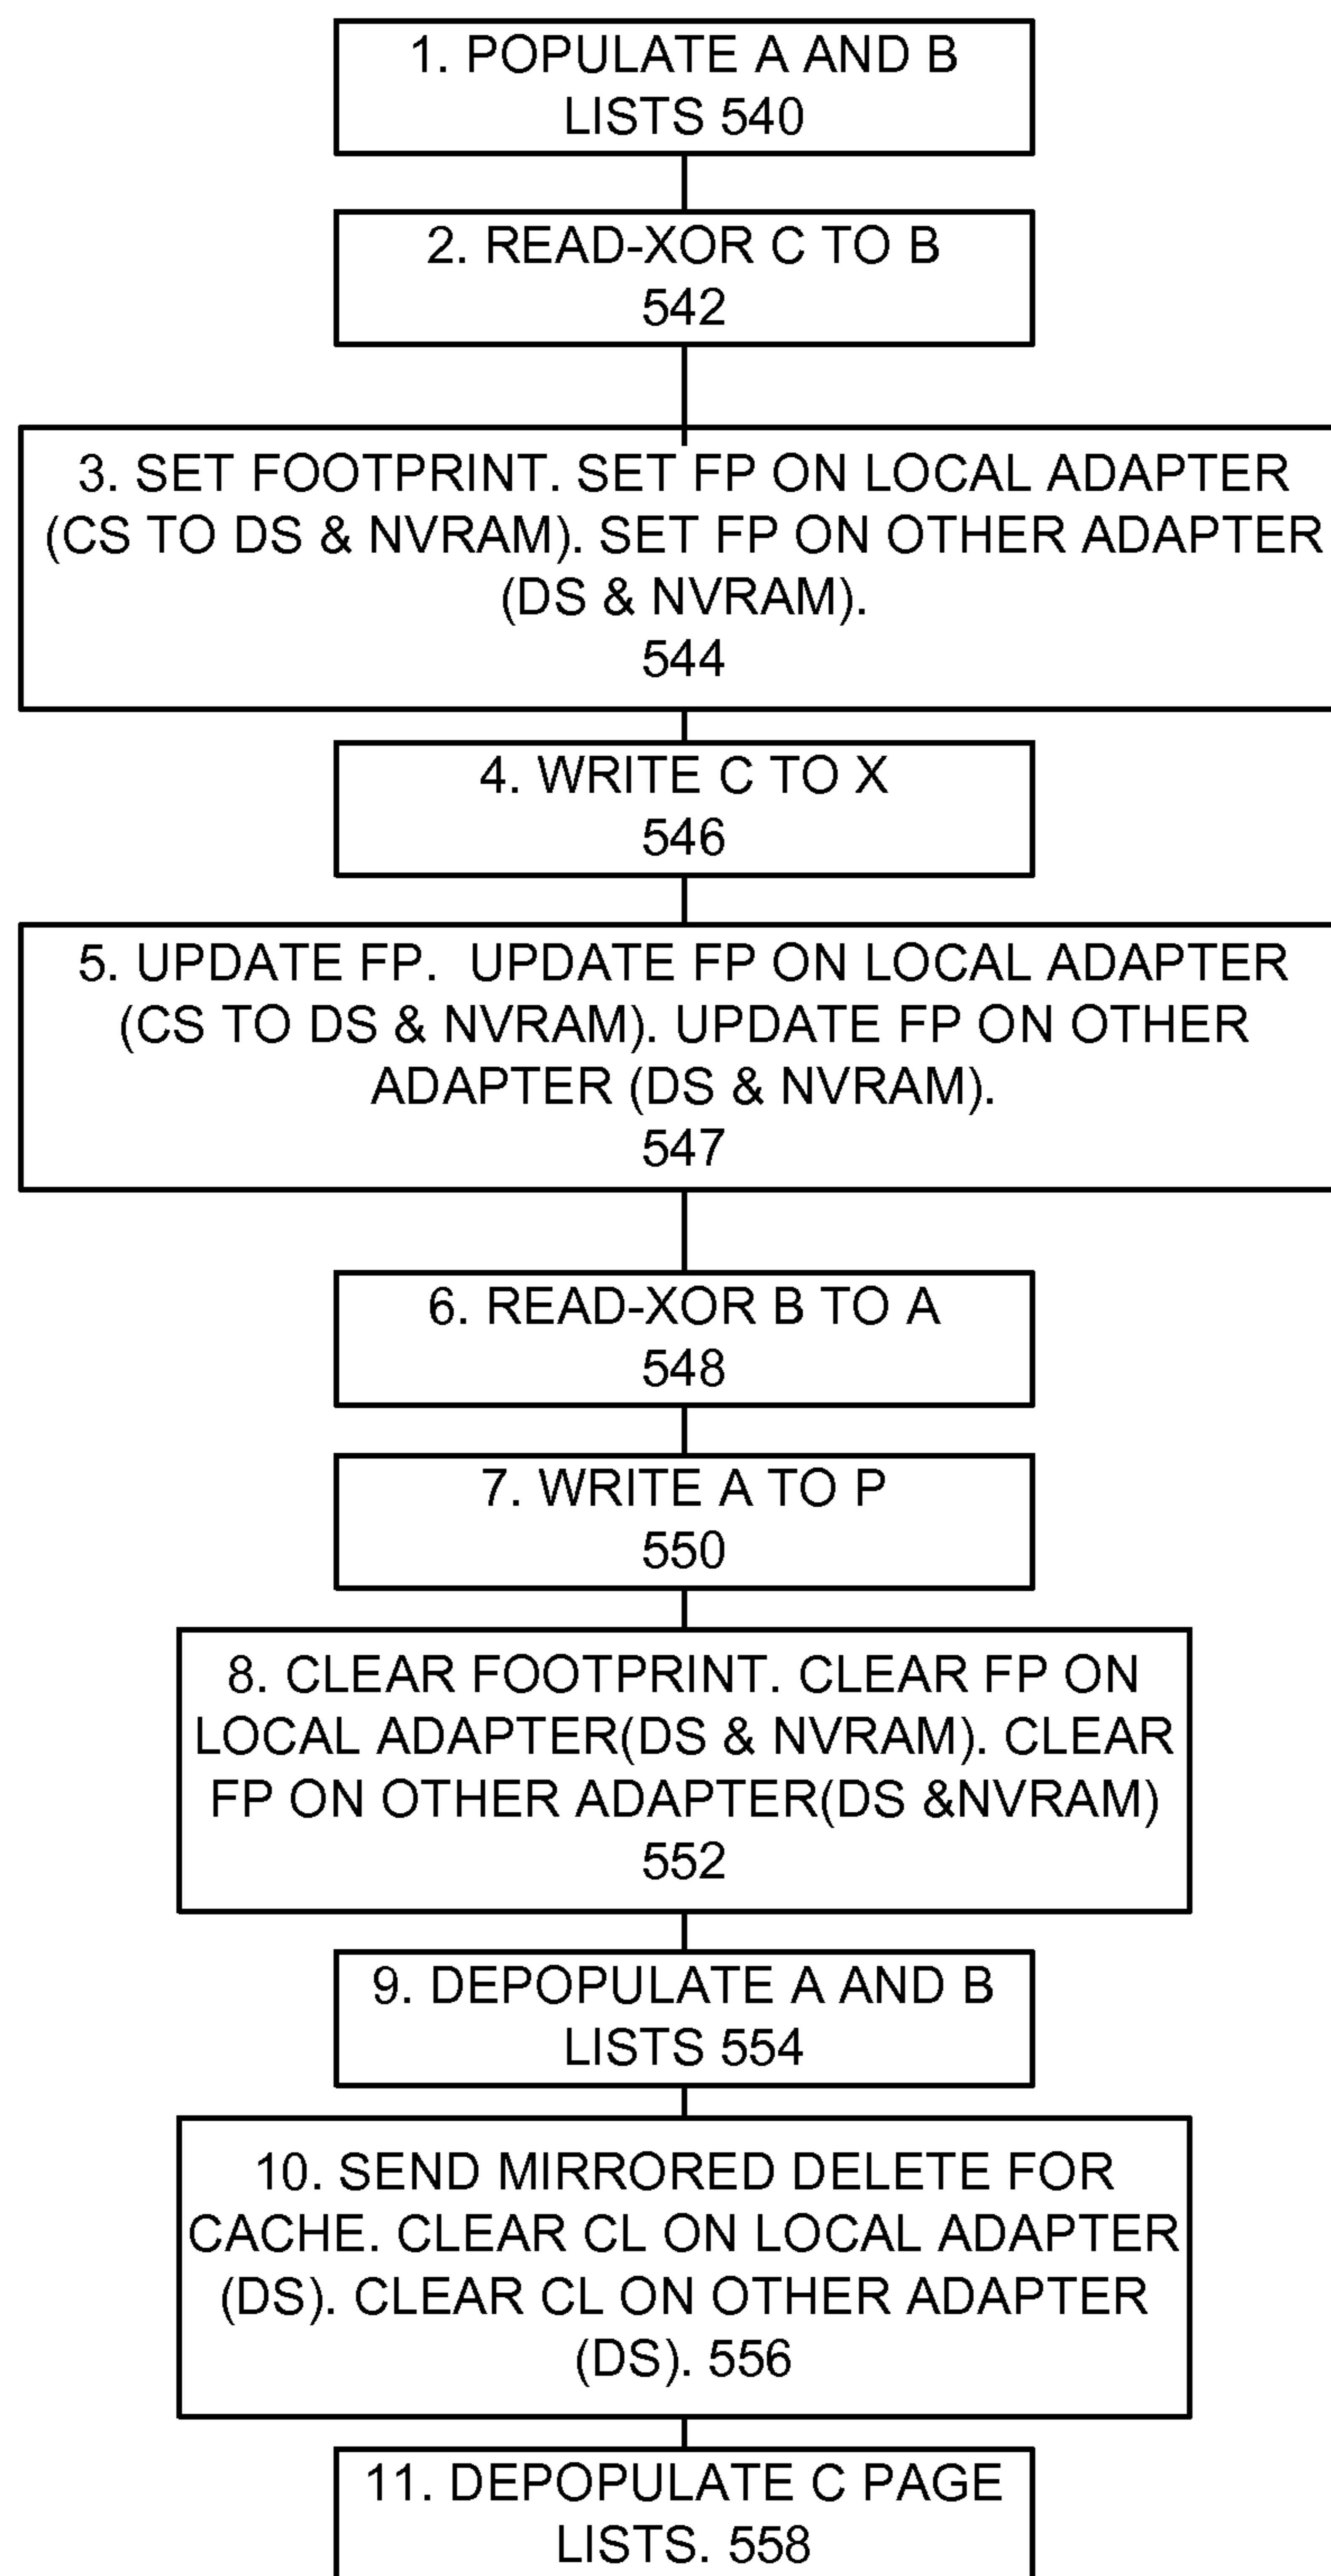 1. POPULATE A AND B
LISTS 540
2. READ-XOR C TO B
542
3. SET FOOTPRINT. SET FP ON LOCAL ADAPTER
(CS TO DS & NVRAM). SET FP ON OTHER ADAPTER
(DS & NVRAM).
544
4. WRITE C TO X
546
5. UPDATE FP. UPDATE FP ON LOCAL ADAPTER
(CS TO DS & NVRAM). UPDATE FP ON OTHER
ADAPTER (DS & NVRAM).
547
6. READ-XOR B TO A
548
7. WRITE A TO P
550
8. CLEAR FOOTPRINT. CLEAR FP ON
LOCAL ADAPTER(DS & NVRAM). CLEAR
FP ON OTHER ADAPTER(DS &NVRAM)
552
9. DEPOPULATE A AND B
LISTS 554
10. SEND MIRRORED DELETE FOR
CACHE. CLEAR CL ON LOCAL ADAPTER
(DS). CLEAR CL ON OTHER ADAPTER
(DS). 556
11. DEPOPULATE C PAGE
LISTS. 558